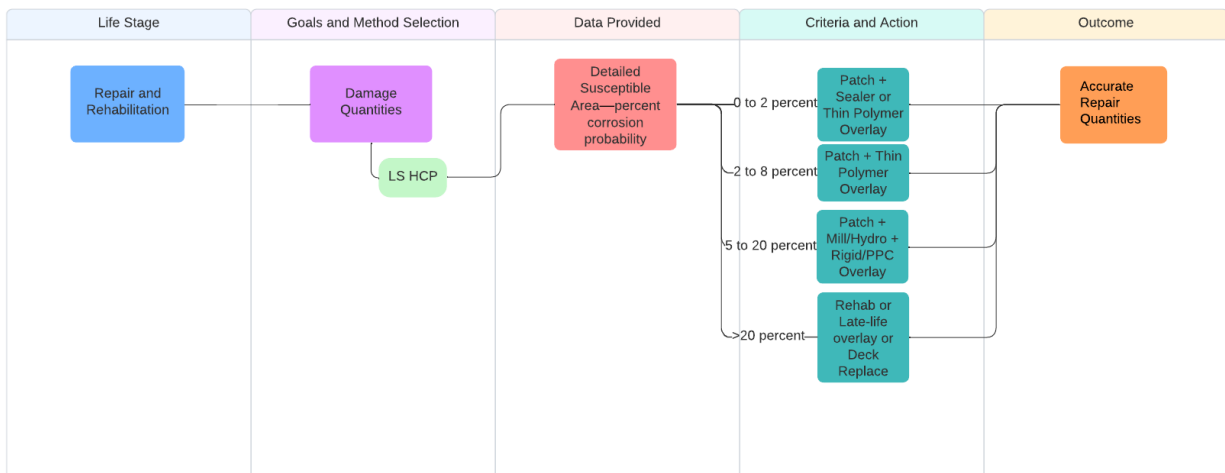 Life Stage
Goals and Method Selection
Data Provided
Criteria and Action
Outcome
Repair and
Rehabilitation
Damage
Quantities
LS HCP
Detailed
Susceptible
Area—percent
corrosion
probability
0 to 2 percent
Patch +
Sealer or
Thin Polymer
Overlay
2 to 8 percent
Patch + Thin
Polymer
Overlay
5 to 20 percent
Patch +
Mill/Hydro +
Rigid/PPC
Overlay
>20 percent
Rehab or
Late-life
overlay or
Deck
Replace
Accurate
Repair
Quantities